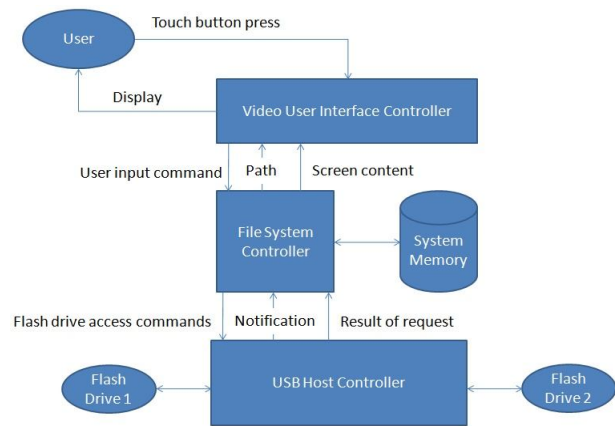 Touch button press
User
Display
Video User Interface Controller
User input command
Path
Screen content
File System
Controller
System
Memory
Flash drive access commands
Notification
Result of request
Flash
Drive 1
USB Host Controller
Flash
Drive 2